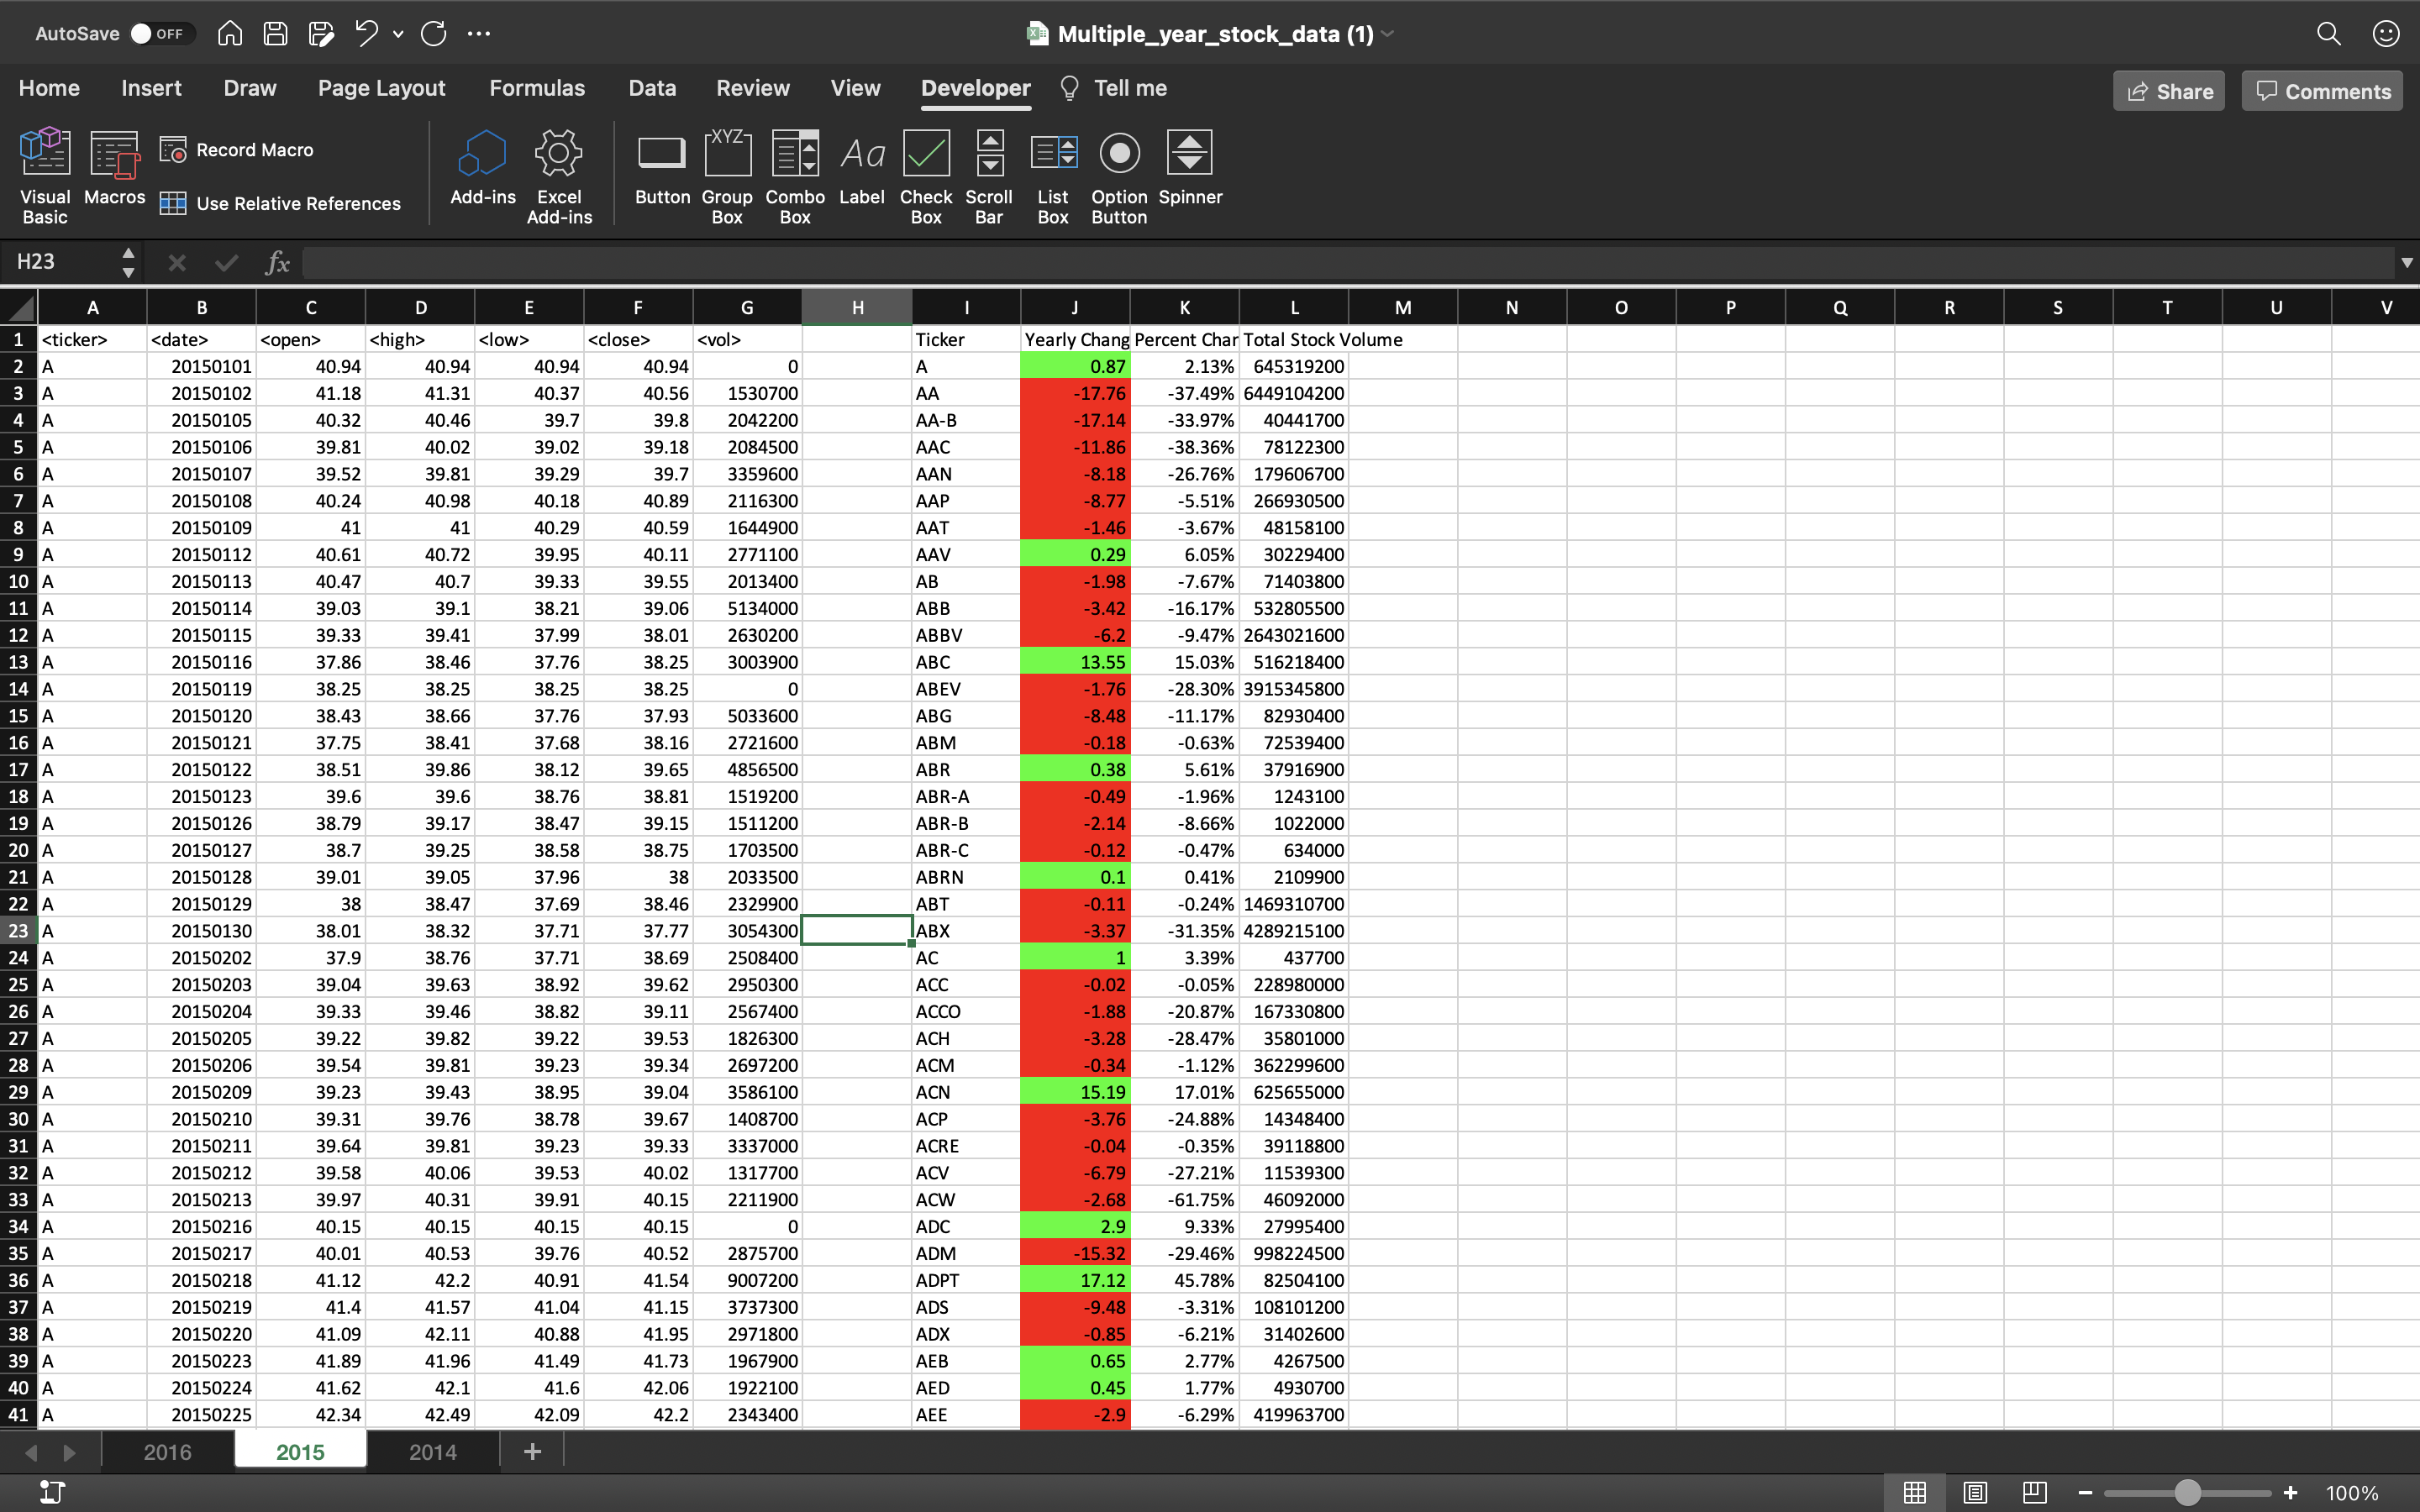 AutoSave OFF Multiple_year_stock_data (1)
Home Insert Draw Page Layout Formulas Data Review View Developer Tell me Share Comments
Visual Basic Macros Record Macro Use Relative References Add-ins Excel Add-ins Button Group Box Combo Box Label Check Box Scroll Bar List Box Option Button Spinner
XYZ Aa
H23 fx
A B C D E F G H I J K L M N O P Q R S T U V
1 <ticker> <date> <open> <high> <low> <close> <vol> Ticker Yearly Chang Percent Char Total Stock Volume
2 A 20150101 40.94 40.94 40.94 40.94 0 A 0.87 2.13% 645319200
3 A 20150102 41.18 41.31 40.37 40.56 1530700 AA -17.76 -37.49% 6449104200
4 A 20150105 40.32 40.46 39.7 39.8 2042200 AA-B -17.14 -33.97% 40441700
5 A 20150106 39.81 40.02 39.02 39.18 2084500 AAC -11.86 -38.36% 78122300
6 A 20150107 39.52 39.81 39.29 39.7 3359600 AAN -8.18 -26.76% 179606700
7 A 20150108 40.24 40.98 40.18 40.89 2116300 AAP -8.77 -5.51% 266930500
8 A 20150109 41 41 40.29 40.59 1644900 AAT -1.46 -3.67% 48158100
9 A 20150112 40.61 40.72 39.95 40.11 2771100 AAV 0.29 6.05% 30229400
10 A 20150113 40.47 40.7 39.33 39.55 2013400 AB -1.98 -7.67% 71403800
11 A 20150114 39.03 39.1 38.21 39.06 5134000 ABB -3.42 -16.17% 532805500
12 A 20150115 39.33 39.41 37.99 38.01 2630200 ABBV -6.2 -9.47% 2643021600
13 A 20150116 37.86 38.46 37.76 38.25 3003900 ABC 13.55 15.03% 516218400
14 A 20150119 38.25 38.25 38.25 38.25 0 ABEV -1.76 -28.30% 3915345800
15 A 20150120 38.43 38.66 37.76 37.93 5033600 ABG -8.48 -11.17% 82930400
16 A 20150121 37.75 38.41 37.68 38.16 2721600 ABM -0.18 -0.63% 72539400
17 A 20150122 38.51 39.86 38.12 39.65 4856500 ABR 0.38 5.61% 37916900
18 A 20150123 39.6 39.6 38.76 38.81 1519200 ABR-A -0.49 -1.96% 1243100
19 A 20150126 38.79 39.17 38.47 39.15 1511200 ABR-B -2.14 -8.66% 1022000
20 A 20150127 38.7 39.25 38.58 38.75 1703500 ABR-C -0.12 -0.47% 634000
21 A 20150128 39.01 39.05 37.96 38 2033500 ABRN 0.1 0.41% 2109900
22 A 20150129 38 38.47 37.69 38.46 2329900 ABT -0.11 -0.24% 1469310700
23 A 20150130 38.01 38.32 37.71 37.77 3054300 ABX -3.37 -31.35% 4289215100
24 A 20150202 37.9 38.76 37.71 38.69 2508400 AC 1 3.39% 437700
25 A 20150203 39.04 39.63 38.92 39.62 2950300 ACC -0.02 -0.05% 228980000
26 A 20150204 39.33 39.46 38.82 39.11 2567400 ACCO -1.88 -20.87% 167330800
27 A 20150205 39.22 39.82 39.22 39.53 1826300 ACH -3.28 -28.47% 35801000
28 A 20150206 39.54 39.81 39.23 39.34 2697200 ACM -0.34 -1.12% 362299600
29 A 20150209 39.23 39.43 38.95 39.04 3586100 ACN 15.19 17.01% 625655000
30 A 20150210 39.31 39.76 38.78 39.67 1408700 ACP -3.76 -24.88% 14348400
31 A 20150211 39.64 39.81 39.23 39.33 3337000 ACRE -0.04 -0.35% 39118800
32 A 20150212 39.58 40.06 39.53 40.02 1317700 ACV -6.79 -27.21% 11539300
33 A 20150213 39.97 40.31 39.91 40.15 2211900 ACW -2.68 -61.75% 46092000
34 A 20150216 40.15 40.15 40.15 40.15 0 ADC 2.9 9.33% 27995400
35 A 20150217 40.01 40.53 39.76 40.52 2875700 ADM -15.32 -29.46% 998224500
36 A 20150218 41.12 42.2 40.91 41.54 9007200 ADPT 17.12 45.78% 82504100
37 A 20150219 41.4 41.57 41.04 41.15 3737300 ADS -9.48 -3.31% 108101200
38 A 20150220 41.09 42.11 40.88 41.95 2971800 ADX -0.85 -6.21% 31402600
39 A 20150223 41.89 41.96 41.49 41.73 1967900 AEB 0.65 2.77% 4267500
40 A 20150224 41.62 42.1 41.6 42.06 1922100 AED 0.45 1.77% 4930700
41 A 20150225 42.34 42.49 42.09 42.2 2343400 AEE -2.9 -6.29% 419963700
2016 2015 2014 +
100%